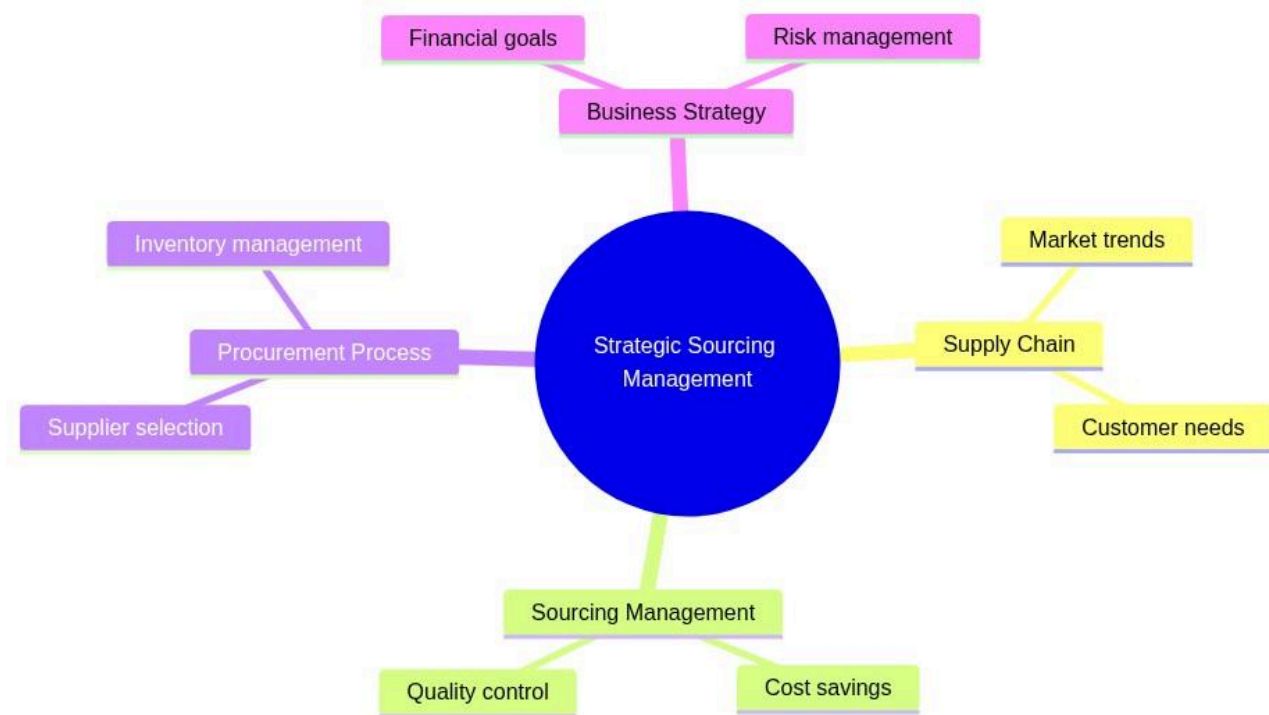 Financial goals
Risk management
Business Strategy
Inventory management
Market trends
Procurement Process
Strategic Sourcing
Management
Supply Chain
Supplier selection
Customer needs
Sourcing Management
Quality control
Cost savings